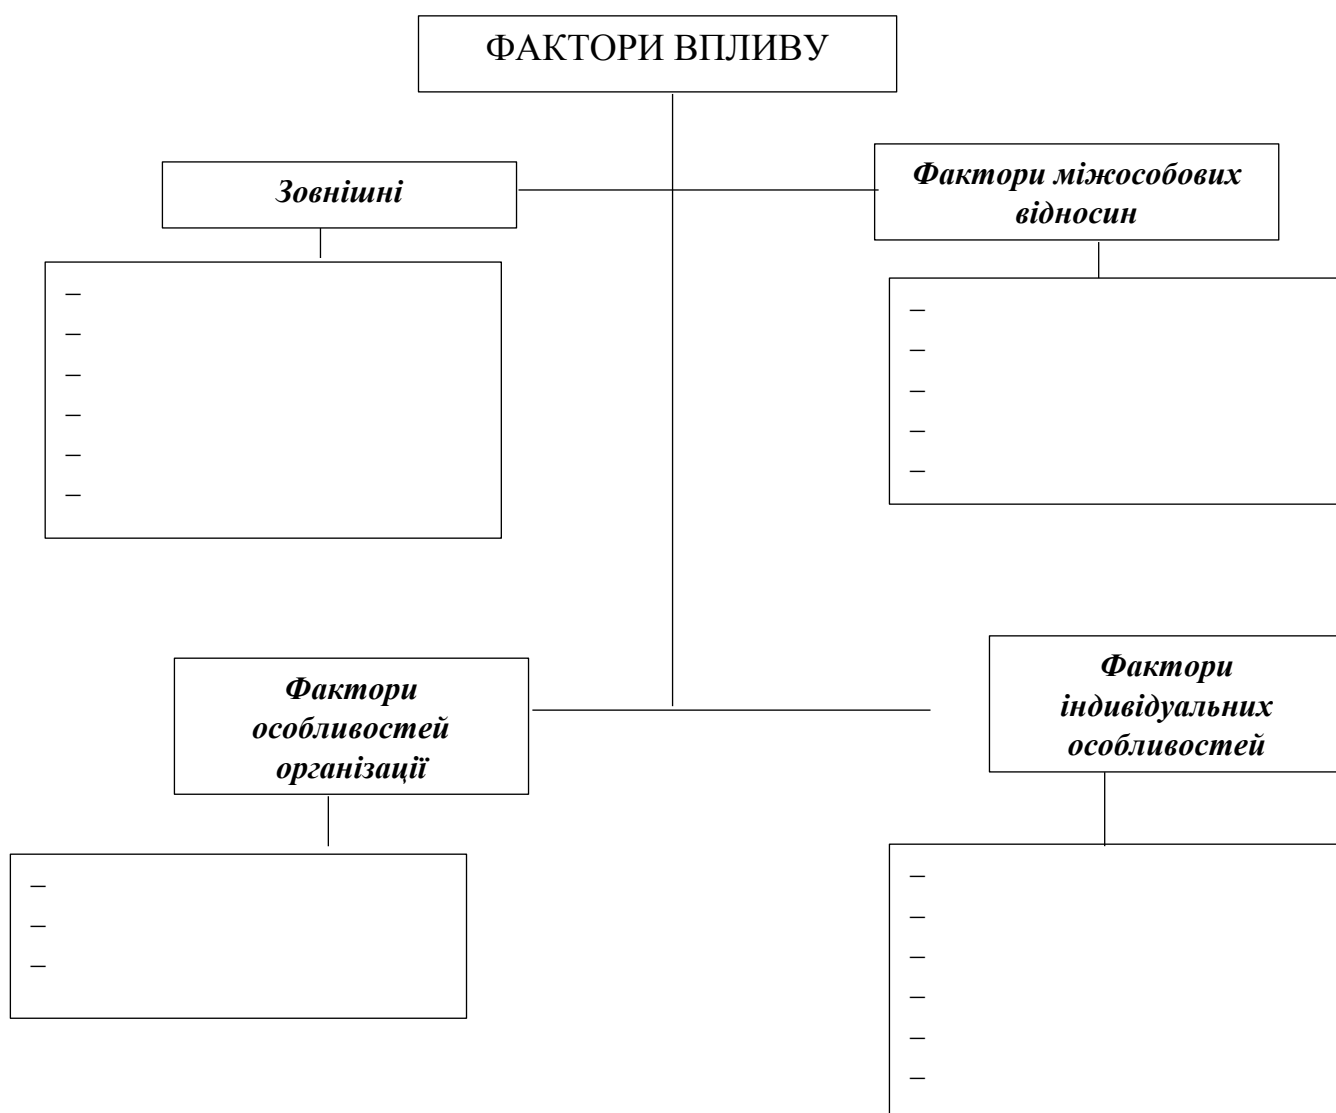 ФАКТОРИ ВПЛИВУ
Зовнішні
Фактори міжособових
відносин
–
–
–
–
–
–
–
–
–
–
–
Фактори
особливостей
організації
Фактори
індивідуальних
особливостей
–
–
–
–
–
–
–
–
–